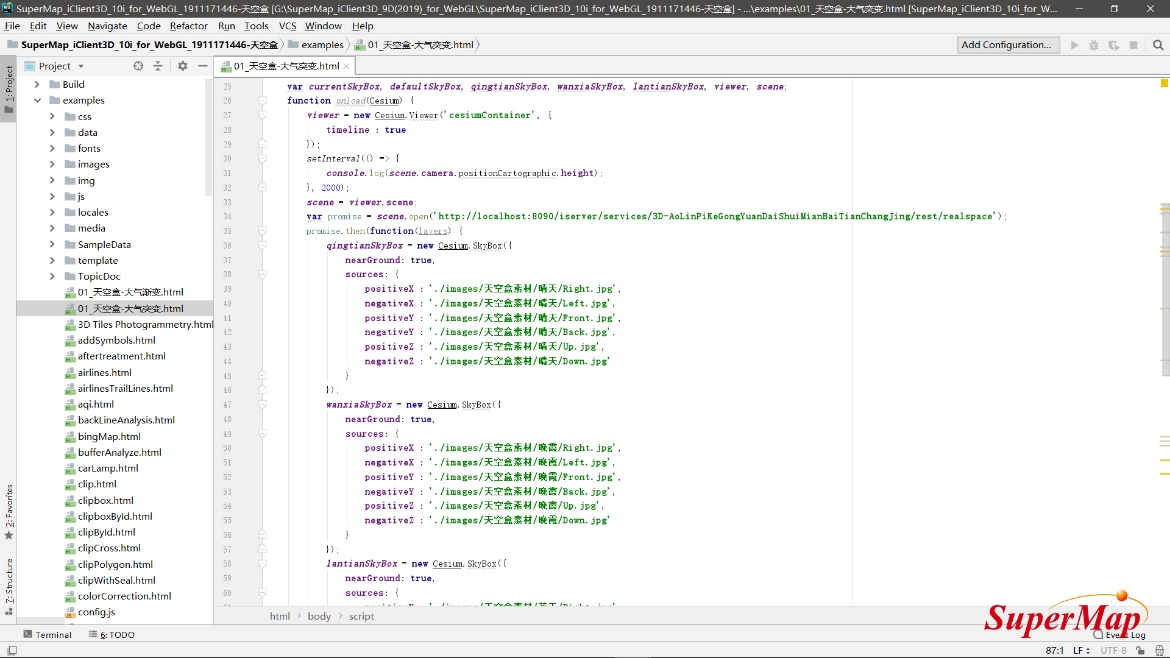 SuperMap_iClient3D_10i_for_WebGL_1911171446-天空盒 [G:\SuperMap_iClient3D_9D(2019)_for_WebGL\SuperMap_iClient3D_10i_for_WebGL_1911171446-天空盒] - ...\examples\01_天空盒-大气突变.html [SuperMap_iClient3D_10i_for_W...
File Edit View Navigate Code Refactor Run Tools VCS Window Help
SuperMap_iClient3D_10i_for_WebGL_1911171446-天空盒 examples 01_天空盒-大气突变.html Add Configuration...
Project 01_天空盒-大气突变.html
1: Project
2: Favorites
7: Structure
Build
examples
css
data
fonts
images
img
js
locales
media
SampleData
template
TopicDoc
01_天空盒-大气渐变.html
01_天空盒-大气突变.html
3D Tiles Photogrammetry.html
addSymbols.html
aftertreatment.html
airlines.html
airlinesTrailLines.html
aqi.html
backLineAnalysis.html
bingMap.html
bufferAnalyze.html
carLamp.html
clip.html
clipbox.html
clipboxById.html
clipById.html
clipCross.html
clipPolygon.html
clipWithSeal.html
colorCorrection.html
config.js
25 var currentSkyBox, defaultSkyBox, qingtianSkyBox, wanxiaSkyBox, lantianSkyBox, viewer, scene;
26 function onload(Cesium) {
27 viewer = new Cesium.Viewer('cesiumContainer', {
28 timeline : true
29 });
30 setInterval(() => {
31 console.log(scene.camera.positionCartographic.height);
32 }, 2000);
33 scene = viewer.scene;
34 var promise = scene.open('http://localhost:8090/iserver/services/3D-AoLinPiKeGongYuanDaiShuiMianBaiTianChangJing/rest/realspace');
35 promise.then(function(layers) {
36 qingtianSkyBox = new Cesium.SkyBox({
37 nearGround: true,
38 sources: {
39 positiveX : './images/天空盒素材/晴天/Right.jpg',
40 negativeX : './images/天空盒素材/晴天/Left.jpg',
41 positiveY : './images/天空盒素材/晴天/Front.jpg',
42 negativeY : './images/天空盒素材/晴天/Back.jpg',
43 positiveZ : './images/天空盒素材/晴天/Up.jpg',
44 negativeZ : './images/天空盒素材/晴天/Down.jpg'
45 }
46 });
47 wanxiaSkyBox = new Cesium.SkyBox({
48 nearGround: true,
49 sources: {
50 positiveX : './images/天空盒素材/晚霞/Right.jpg',
51 negativeX : './images/天空盒素材/晚霞/Left.jpg',
52 positiveY : './images/天空盒素材/晚霞/Front.jpg',
53 negativeY : './images/天空盒素材/晚霞/Back.jpg',
54 positiveZ : './images/天空盒素材/晚霞/Up.jpg',
55 negativeZ : './images/天空盒素材/晚霞/Down.jpg'
56 }
57 });
58 lantianSkyBox = new Cesium.SkyBox({
59 nearGround: true,
60 sources: {
html body script
SuperMap
Terminal 6: TODO Event Log
87:1 LF UTF-8